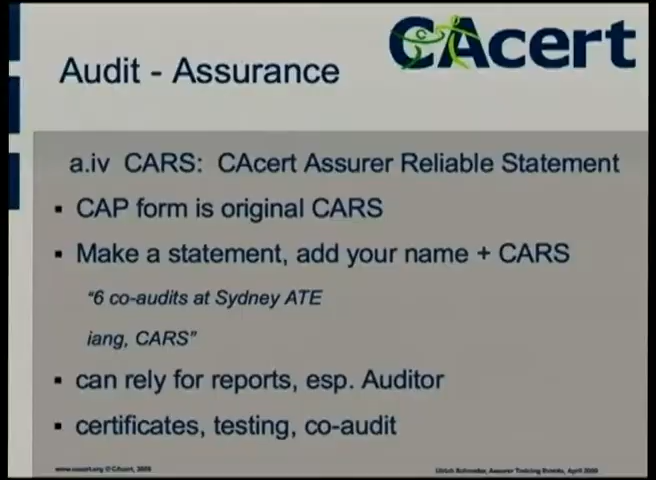 CAcert
Audit - Assurance
a.iv CARS: CAcert Assurer Reliable Statement
▪ CAP form is original CARS
▪ Make a statement, add your name + CARS
"6 co-audits at Sydney ATE
iang, CARS"
▪ can rely for reports, esp. Auditor
▪ certificates, testing, co-audit
www.cacert.org © CAcert, 2009
Ulrich Schroeter, Assurer Training Events, April 2009